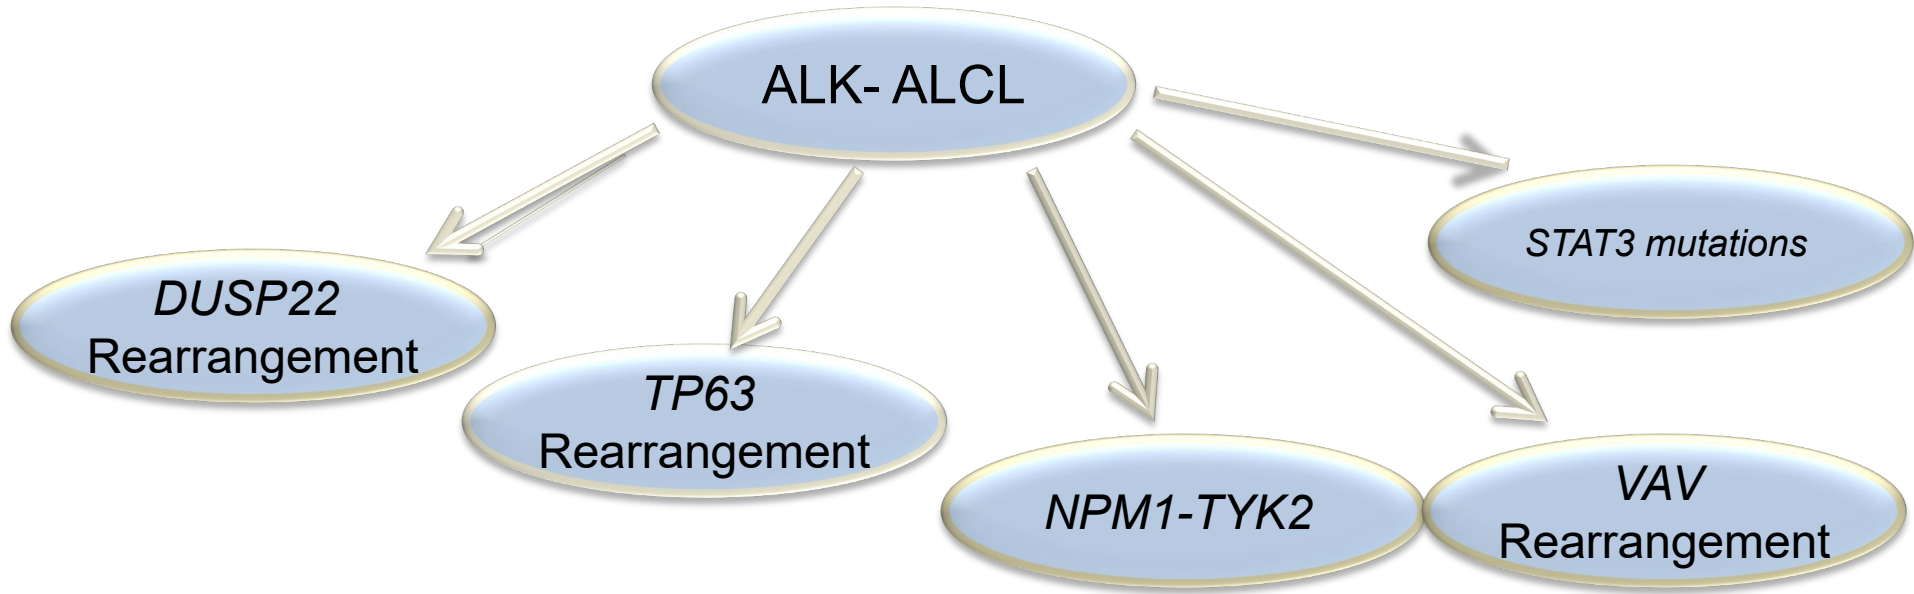 ALK- ALCL
DUSP22
Rearrangement
TP63
Rearrangement
NPM1-TYK2
VAV
Rearrangement
STAT3 mutations